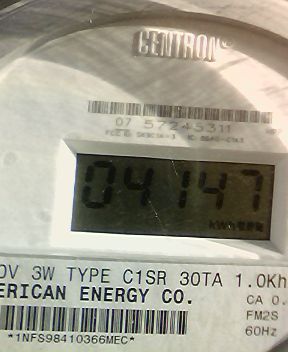 CENTRON®
07 57245311
04147
kWh
0V 3W TYPE C1SR 30TA 1.0Kh
ERICAN ENERGY CO.
CA 0.
FM2S
60Hz
*1NFS98410366MEC*